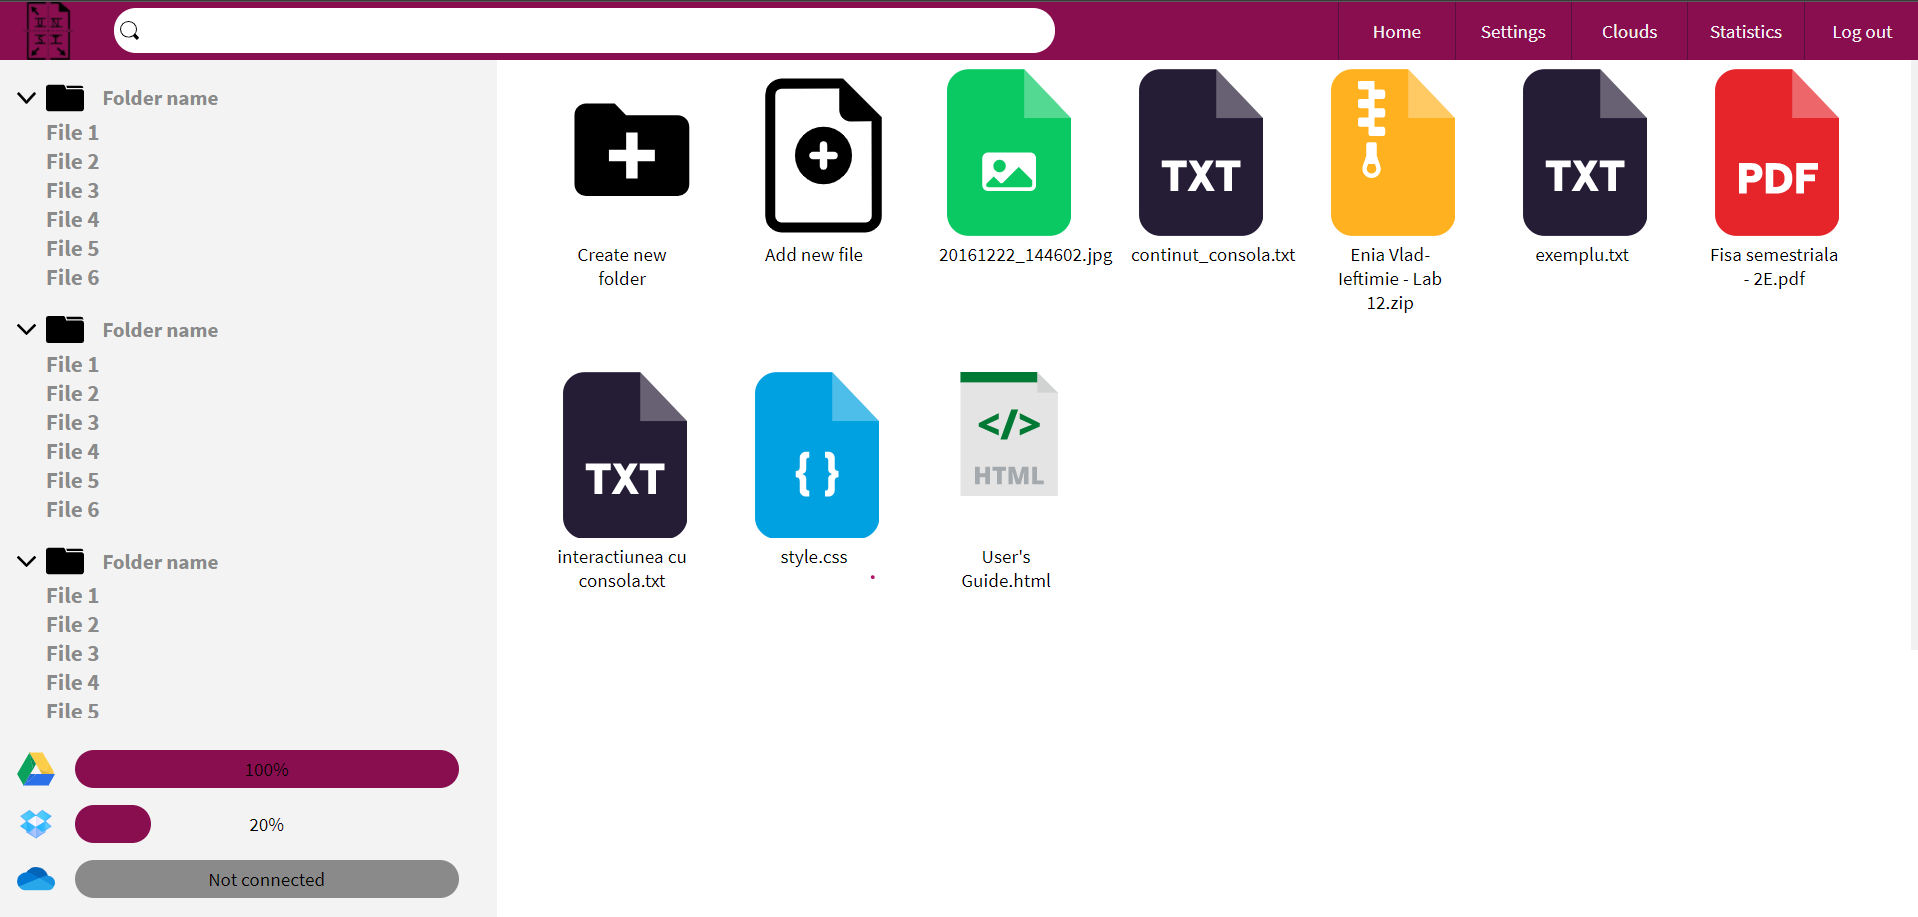 Home
Settings
Clouds
Statistics
Log out
Folder name
File 1
File 2
File 3
File 4
File 5
File 6
Folder name
File 1
File 2
File 3
File 4
File 5
File 6
Folder name
File 1
File 2
File 3
File 4
File 5
100%
20%
Not connected
Create new
folder
Add new file
20161222_144602.jpg
TXT
continut_consola.txt
Enia Vlad-
Ieftimie - Lab
12.zip
TXT
exemplu.txt
PDF
Fisa semestriala
- 2E.pdf
TXT
interactiunea cu
consola.txt
{ }
style.css
</>
HTML
User's
Guide.html